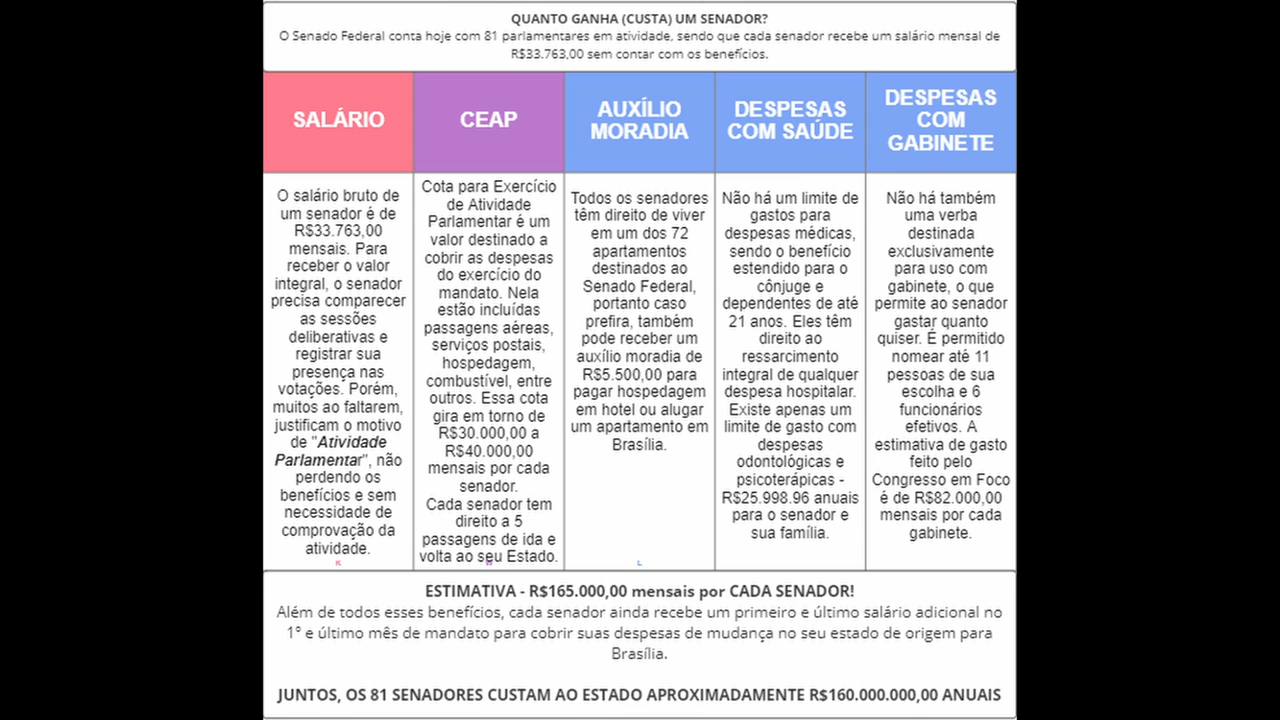 QUANTO GANHA (CUSTA) UM SENADOR?
O Senado Federal conta hoje com 81 parlamentares em atividade, sendo que cada senador recebe um salário mensal de
R$33.763,00 sem contar com os benefícios.
SALÁRIO
O salário bruto de
um senador é de
R$33.763,00
mensais. Para
receber o valor
integral, o senador
precisa comparecer
as sessões
deliberativas e
registrar sua
presença nas
votações. Porém,
muitos ao faltarem,
justificam o motivo
de "Atividade
Parlamentar", não
perdendo os
benefícios e sem
necessidade de
comprovação da
atividade.
K
CEAP
Cota para Exercício
de Atividade
Parlamentar é um
valor destinado a
cobrir as despesas
do exercício do
mandato. Nela
estão incluídas
passagens aéreas,
serviços postais,
hospedagem,
combustível, entre
outros. Essa cota
gira em torno de
R$30.000,00 a
R$40.000,00
mensais por cada
senador.
Cada senador tem
direito a 5
passagens de ida e
volta ao seu Estado.
AUXÍLIO
MORADIA
Todos os senadores
têm direito de viver
em um dos 72
apartamentos
destinados ao
Senado Federal,
portanto caso
prefira, também
pode receber um
auxílio moradia de
R$5.500,00 para
pagar hospedagem
em hotel ou alugar
um apartamento em
Brasília.
L
DESPESAS
COM SAÚDE
Não há um limite de
gastos para
despesas médicas,
sendo o benefício
estendido para o
cônjuge e
dependentes de até
21 anos. Eles têm
direito ao
ressarcimento
integral de qualquer
despesa hospitalar.
Existe apenas um
limite de gasto com
despesas
odontológicas e
psicoterápicas -
R$25.998.96 anuais
para o senador e
sua família.
DESPESAS
COM
GABINETE
Não há também
uma verba
destinada
exclusivamente
para uso com
gabinete, o que
permite ao senador
gastar quanto
quiser. É permitido
nomear até 11
pessoas de sua
escolha e 6
funcionários
efetivos. A
estimativa de gasto
feito pelo
Congresso em Foco
é de R$82.000,00
mensais por cada
gabinete.
ESTIMATIVA - R$165.000,00 mensais por CADA SENADOR!
Além de todos esses benefícios, cada senador ainda recebe um primeiro e último salário adicional no
1° e último mês de mandato para cobrir suas despesas de mudança no seu estado de origem para
Brasília.
JUNTOS, OS 81 SENADORES CUSTAM AO ESTADO APROXIMADAMENTE R$160.000.000,00 ANUAIS